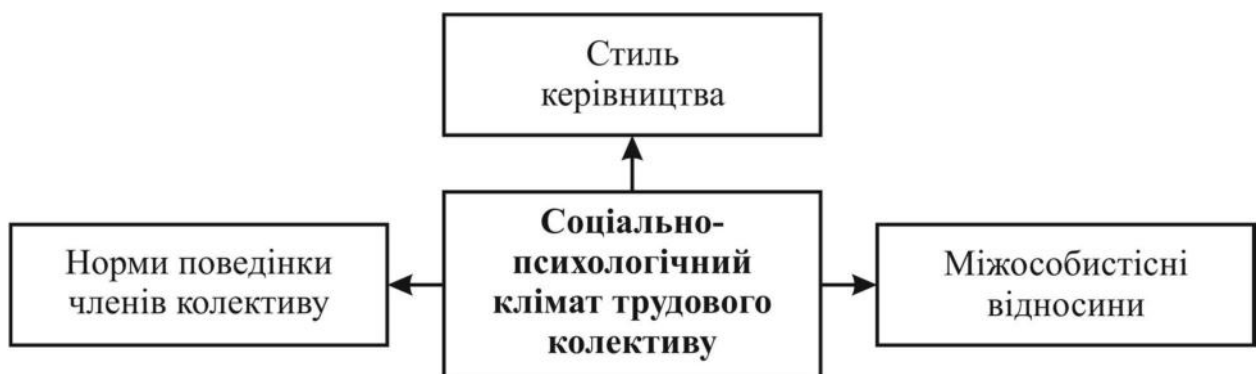 Стиль
керівництва
Норми поведінки
членів колективу
Соціально-
психологічний
клімат трудового
колективу
Міжособистісні
відносини